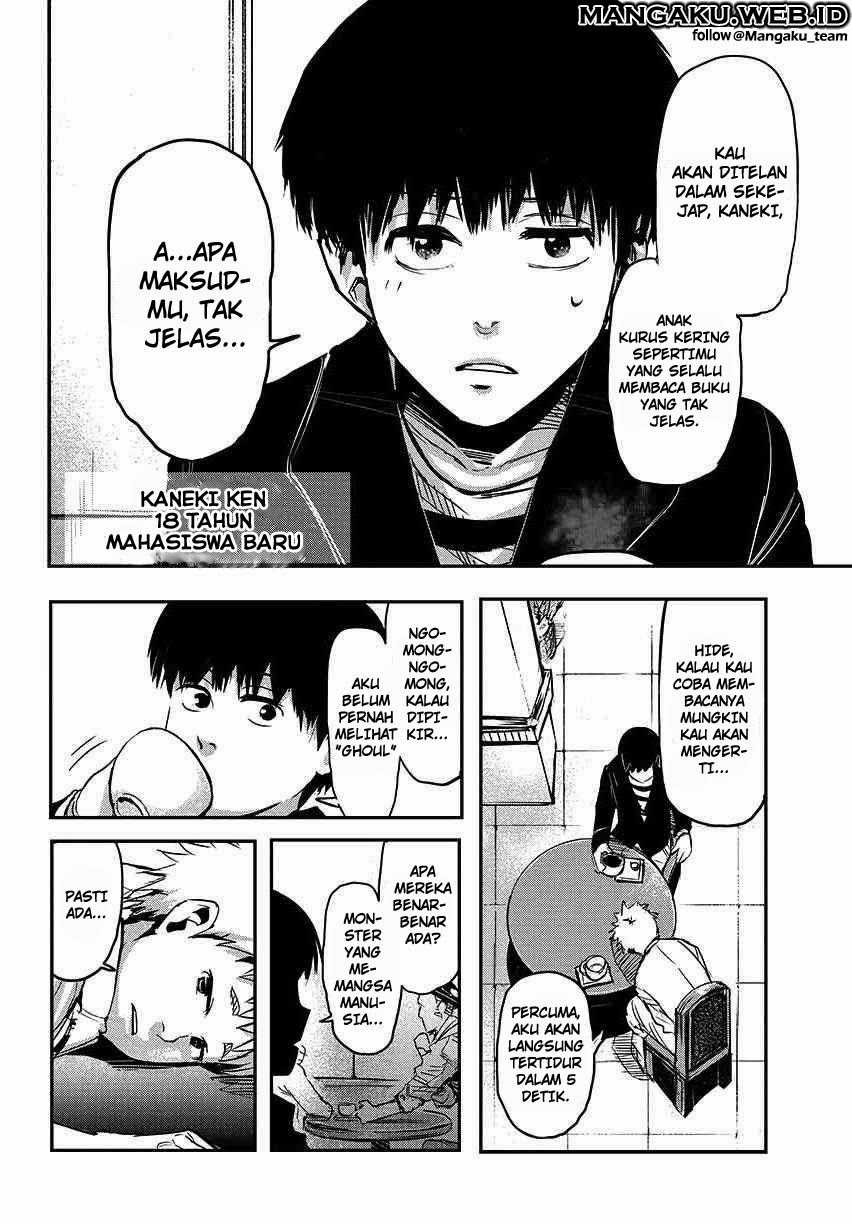 MANGAKU.WEB.ID
follow @Mangaku_team
KAU
AKAN DITELAN
DALAM SEKE-
JAP, KANEKI,
ANAK
KURUS KERING
SEPERTIMU
YANG SELALU
MEMBACA BUKU
YANG TAK
JELAS.
A...APA
MAKSUD-
MU, TAK
JELAS...
KANEKI KEN
18 TAHUN
MAHASISWA BARU
HIDE,
KALAU KAU
COBA MEM-
BACANYA
MUNGKIN
KAU AKAN
MENGER-
TI...
PERCUMA,
AKU AKAN
LANGSUNG
TERTIDUR
DALAM 5
DETIK.
NGO-
MONG-
NGO-
MONG,
KALAU
DIPI-
KIR...
AKU
BELUM
PERNAH
MELIHAT
"GHOUL"
APA
MEREKA
BENAR-
BENAR
ADA?
MON-
STER
YANG
ME-
MANGSA
MANU-
SIA...
PASTI
ADA...